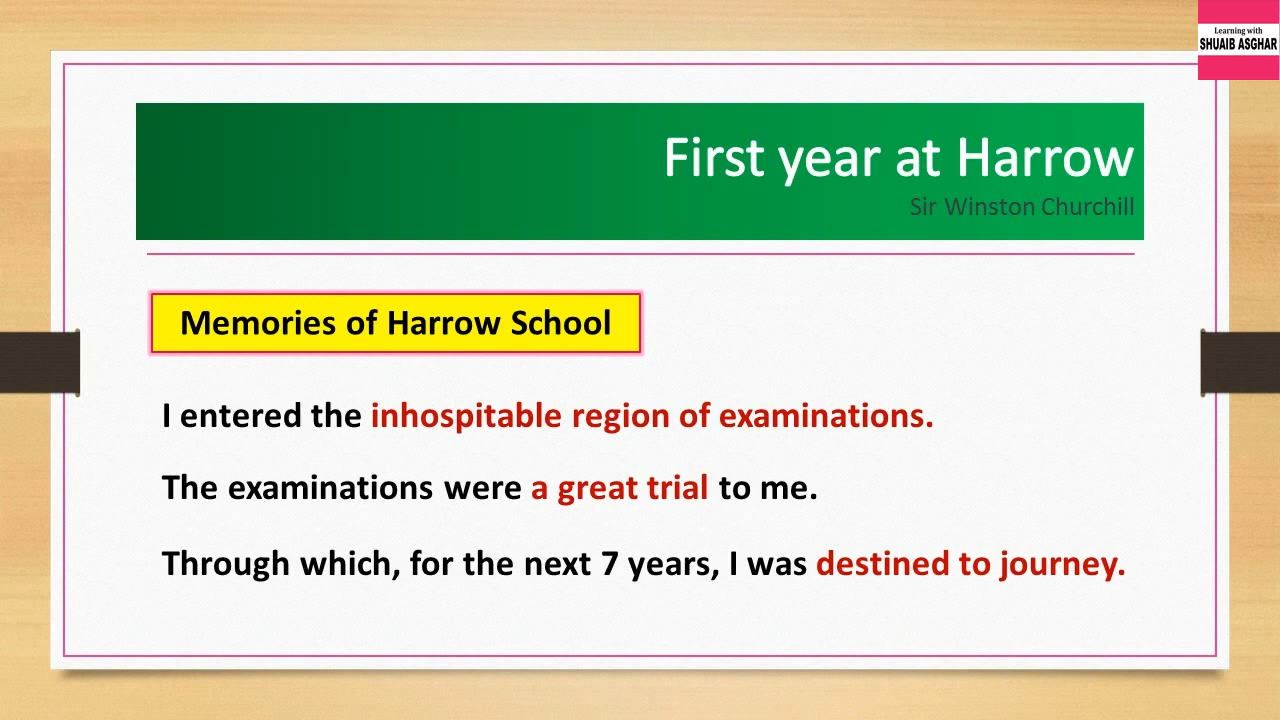 Learning with
SHUAIB ASGHAR
First year at Harrow
Sir Winston Churchill
Memories of Harrow School
I entered the inhospitable region of examinations.
The examinations were a great trial to me.
Through which, for the next 7 years, I was destined to journey.